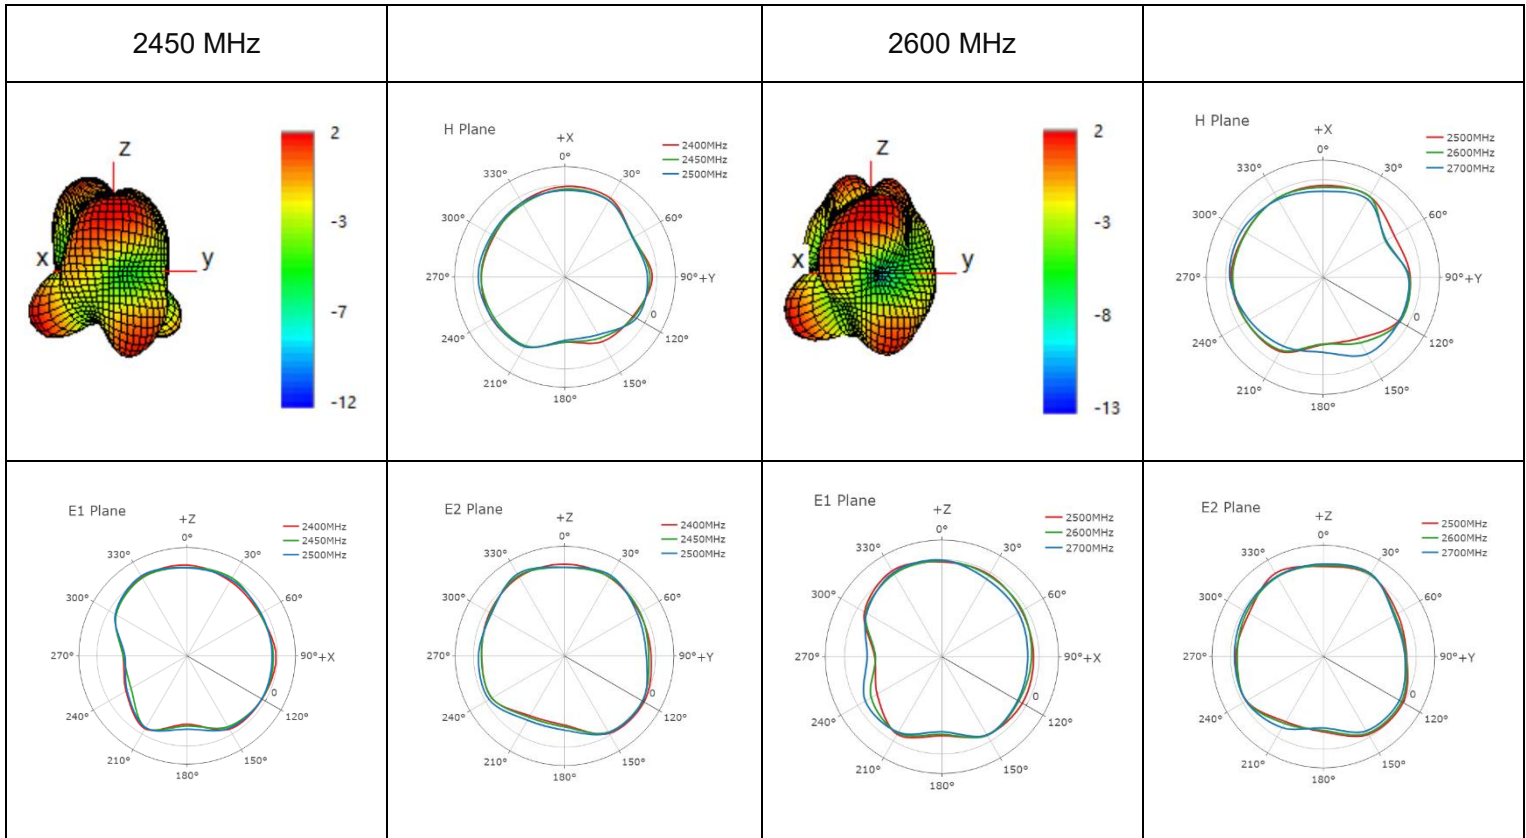 2450 MHz
2600 MHz
Z
x
y
2
-3
-7
-12
H Plane
+X
0°
330°
30°
300°
60°
270°
90°+Y
0
240°
120°
210°
150°
180°
2400MHz
2450MHz
2500MHz
Z
x
y
2
-3
-8
-13
H Plane
+X
0°
330°
30°
300°
60°
270°
90°+Y
0
240°
120°
210°
150°
180°
2500MHz
2600MHz
2700MHz
E1 Plane
+Z
0°
330°
30°
300°
60°
270°
90°+X
0
240°
120°
210°
150°
180°
2400MHz
2450MHz
2500MHz
E2 Plane
+Z
0°
330°
30°
300°
60°
270°
90°+Y
0
240°
120°
210°
150°
180°
2400MHz
2450MHz
2500MHz
E1 Plane
+Z
0°
330°
30°
300°
60°
270°
90°+X
0
240°
120°
210°
150°
180°
2500MHz
2600MHz
2700MHz
E2 Plane
+Z
0°
330°
30°
300°
60°
270°
90°+Y
0
240°
120°
210°
150°
180°
2500MHz
2600MHz
2700MHz